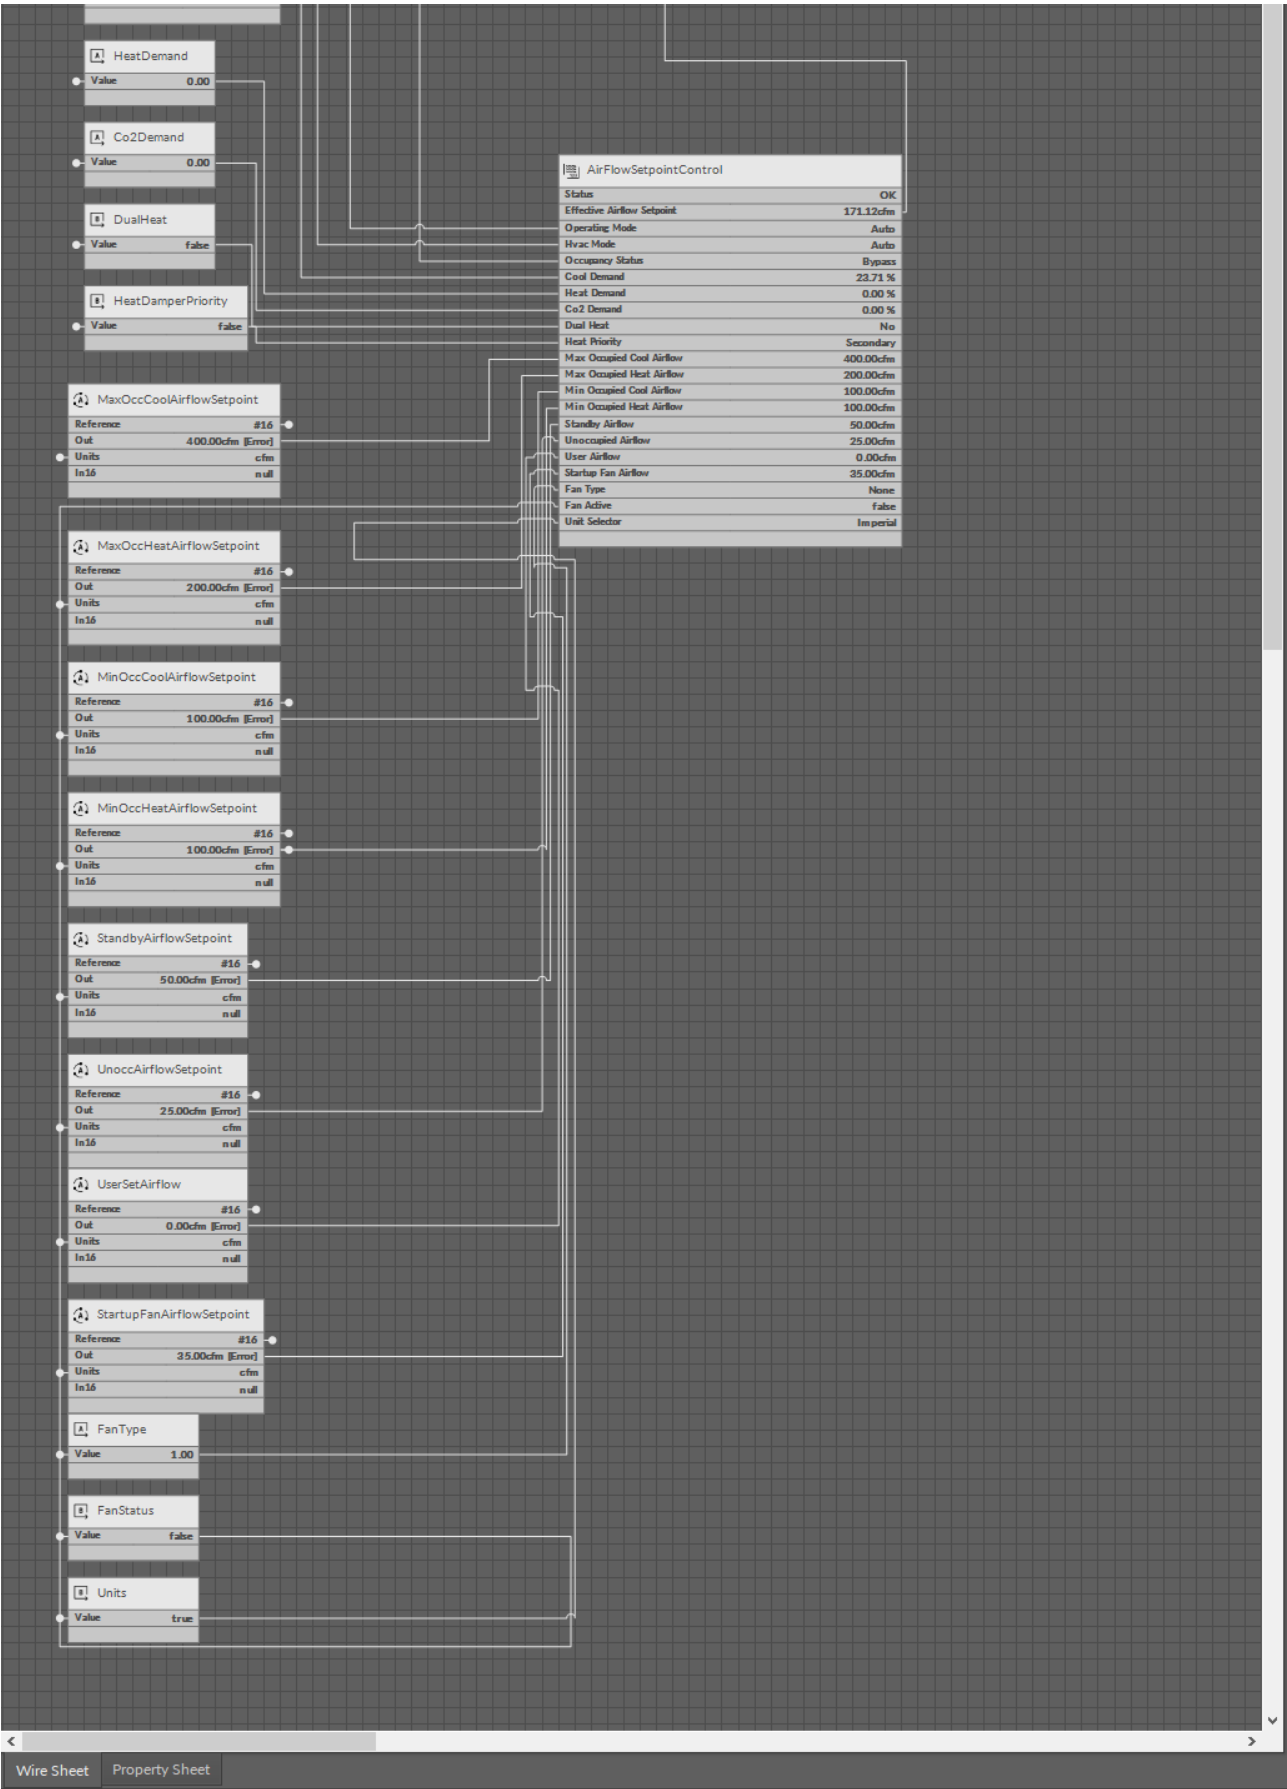 HeatDemand
Value 0.00
Co2Demand
Value 0.00
DualHeat
Value false
HeatDamperPriority
Value false
AirFlowSetpointControl
Status OK
Effective Airflow Setpoint 171.12cfm
Operating Mode Auto
Hvac Mode Auto
Occupancy Status Bypass
Cool Demand 23.71 %
Heat Demand 0.00 %
Co2 Demand 0.00 %
Dual Heat No
Heat Priority Secondary
Max Occupied Cool Airflow 400.00cfm
Max Occupied Heat Airflow 200.00cfm
Min Occupied Cool Airflow 100.00cfm
Min Occupied Heat Airflow 100.00cfm
Standby Airflow 50.00cfm
Unoccupied Airflow 25.00cfm
User Airflow 0.00cfm
Startup Fan Airflow 35.00cfm
Fan Type None
Fan Active false
Unit Selector Imperial
MaxOccCoolAirflowSetpoint
Reference #16
Out 400.00cfm [Error]
Units cfm
In16 null
MaxOccHeatAirflowSetpoint
Reference #16
Out 200.00cfm [Error]
Units cfm
In16 null
MinOccCoolAirflowSetpoint
Reference #16
Out 100.00cfm [Error]
Units cfm
In16 null
MinOccHeatAirflowSetpoint
Reference #16
Out 100.00cfm [Error]
Units cfm
In16 null
StandbyAirflowSetpoint
Reference #16
Out 50.00cfm [Error]
Units cfm
In16 null
UnoccAirflowSetpoint
Reference #16
Out 25.00cfm [Error]
Units cfm
In16 null
UserSetAirflow
Reference #16
Out 0.00cfm [Error]
Units cfm
In16 null
StartupFanAirflowSetpoint
Reference #16
Out 35.00cfm [Error]
Units cfm
In16 null
FanType
Value 1.00
FanStatus
Value false
Units
Value true
Wire Sheet Property Sheet